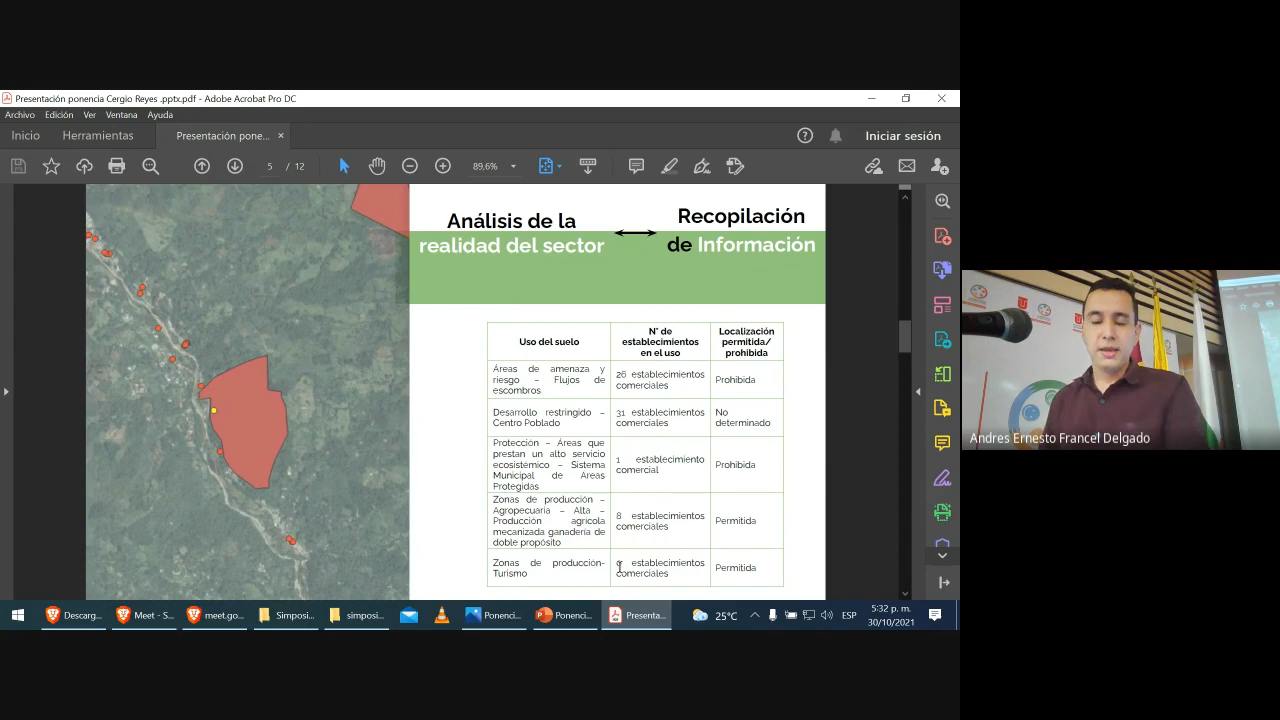 Presentación ponencia Cergio Reyes .pptx.pdf - Adobe Acrobat Pro DC
Archivo Edición Ver Ventana Ayuda
Inicio Herramientas Presentación pone... × Iniciar sesión
5 / 12 89,6%
Análisis de la
realidad del sector
Recopilación
de Información
Uso del suelo
N° de
establecimientos
en el uso
Localización
permitida/
prohibida
Áreas de amenaza y
riesgo – Flujos de
escombros
26 establecimientos
comerciales
Prohibida
Desarrollo restringido –
Centro Poblado
31 establecimientos
comerciales
No
determinado
Protección – Áreas que
prestan un alto servicio
ecosistémico – Sistema
Municipal de Áreas
Protegidas
1 establecimiento
comercial
Prohibida
Zonas de producción –
Agropecuaria – Alta –
Producción agrícola
mecanizada ganadería de
doble propósito
8 establecimientos
comerciales
Permitida
Zonas de producción-
Turismo
establecimientos
comerciales
Permitida
Andres Ernesto Francel Delgado
Descarg... Meet - S... meet.go... Simposi... simposi... Ponenci... Ponenci... Presenta... 25°C ESP
5:32 p. m.
30/10/2021